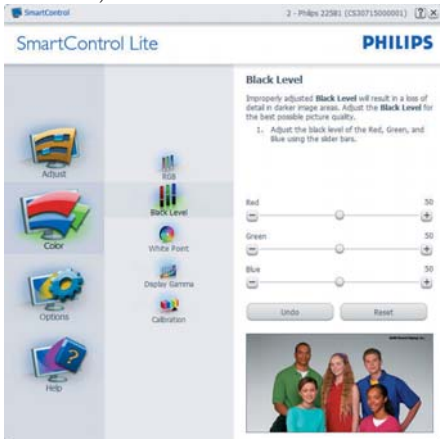 SmartControl
2 - Philips 225B1 (CS30715000001)
SmartControl Lite
PHILIPS
Adjust
Color
Options
Help
RGB
Black Level
White Point
Display Gamma
Calibration
Black Level
Improperly adjusted Black Level will result in a loss of
detail in darker image areas. Adjust the Black Level for
the best possible picture quality.
1. Adjust the black level of the Red, Green, and
Blue using the slider bars.
Red 50
Green 50
Blue 50
Undo Reset